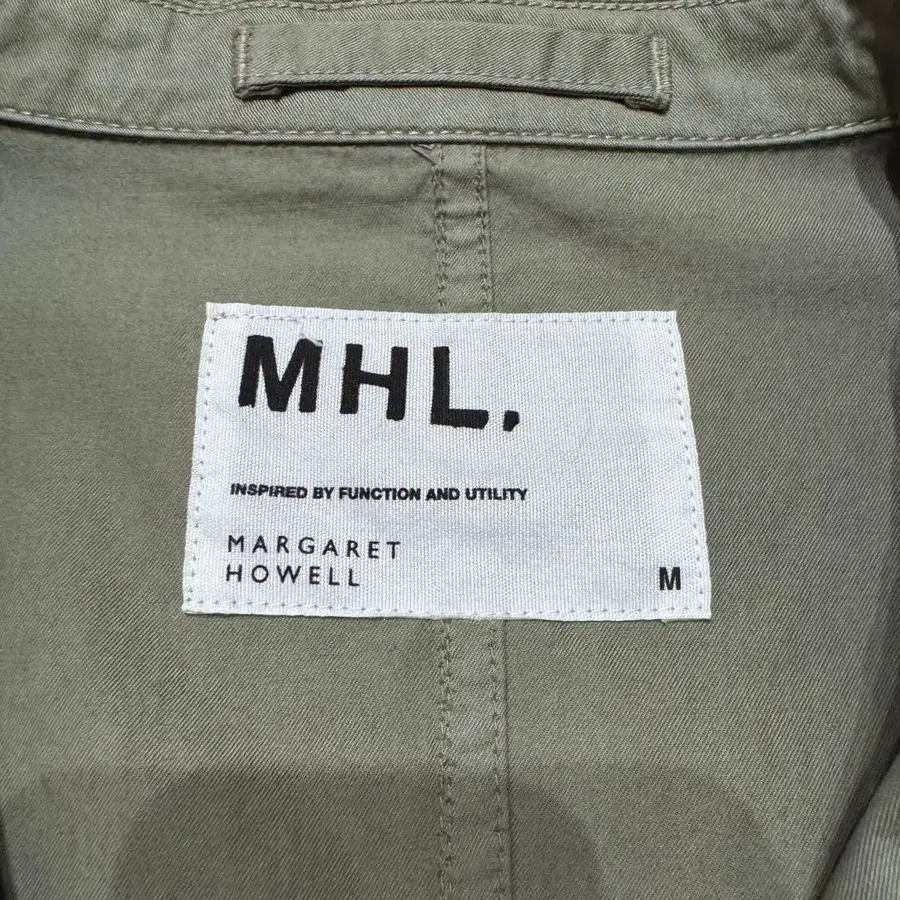 MHL.
INSPIRED BY FUNCTION AND UTILITY
MARGARET
HOWELL
M